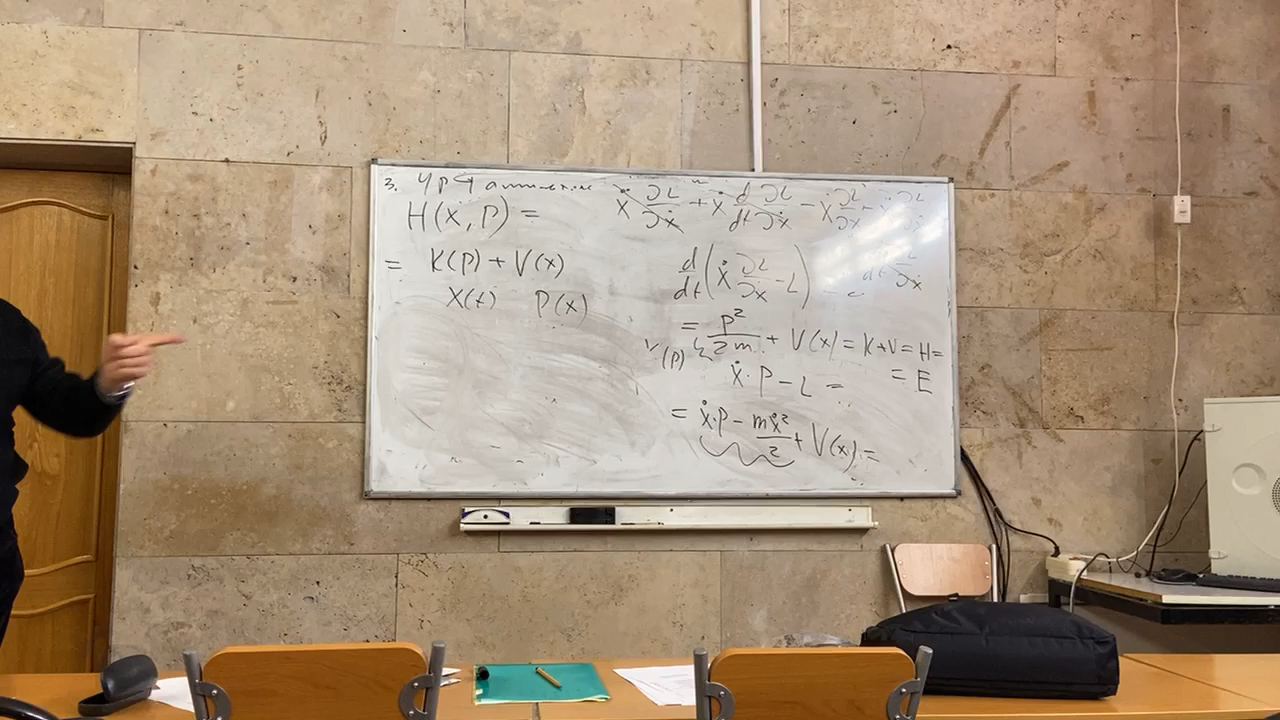 3.
H(x, p) =
= K(p) + V(x)
x(t) p(x)
ẍ ∂L/∂ẋ + ẋ d/dt ∂L/∂ẋ - ẋ ∂L/∂x
d/dt (ẋ ∂L/∂ẋ - L)
= p²/2m + V(x) = K + V = H =
(p) ẋ · p - L = = E
= ẋ · p - mẋ²/2 + V(x) =